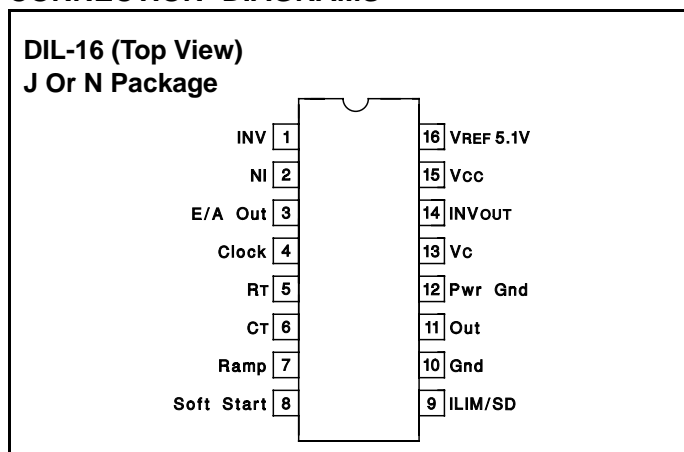 CONNECTION DIAGRAMS
DIL-16 (Top View)
J Or N Package
INV 1
16 VREF 5.1V
NI 2
15 VCC
E/A Out 3
14 INVOUT
Clock 4
13 VC
RT 5
12 Pwr Gnd
CT 6
11 Out
Ramp 7
10 Gnd
Soft Start 8
9 ILIM/SD